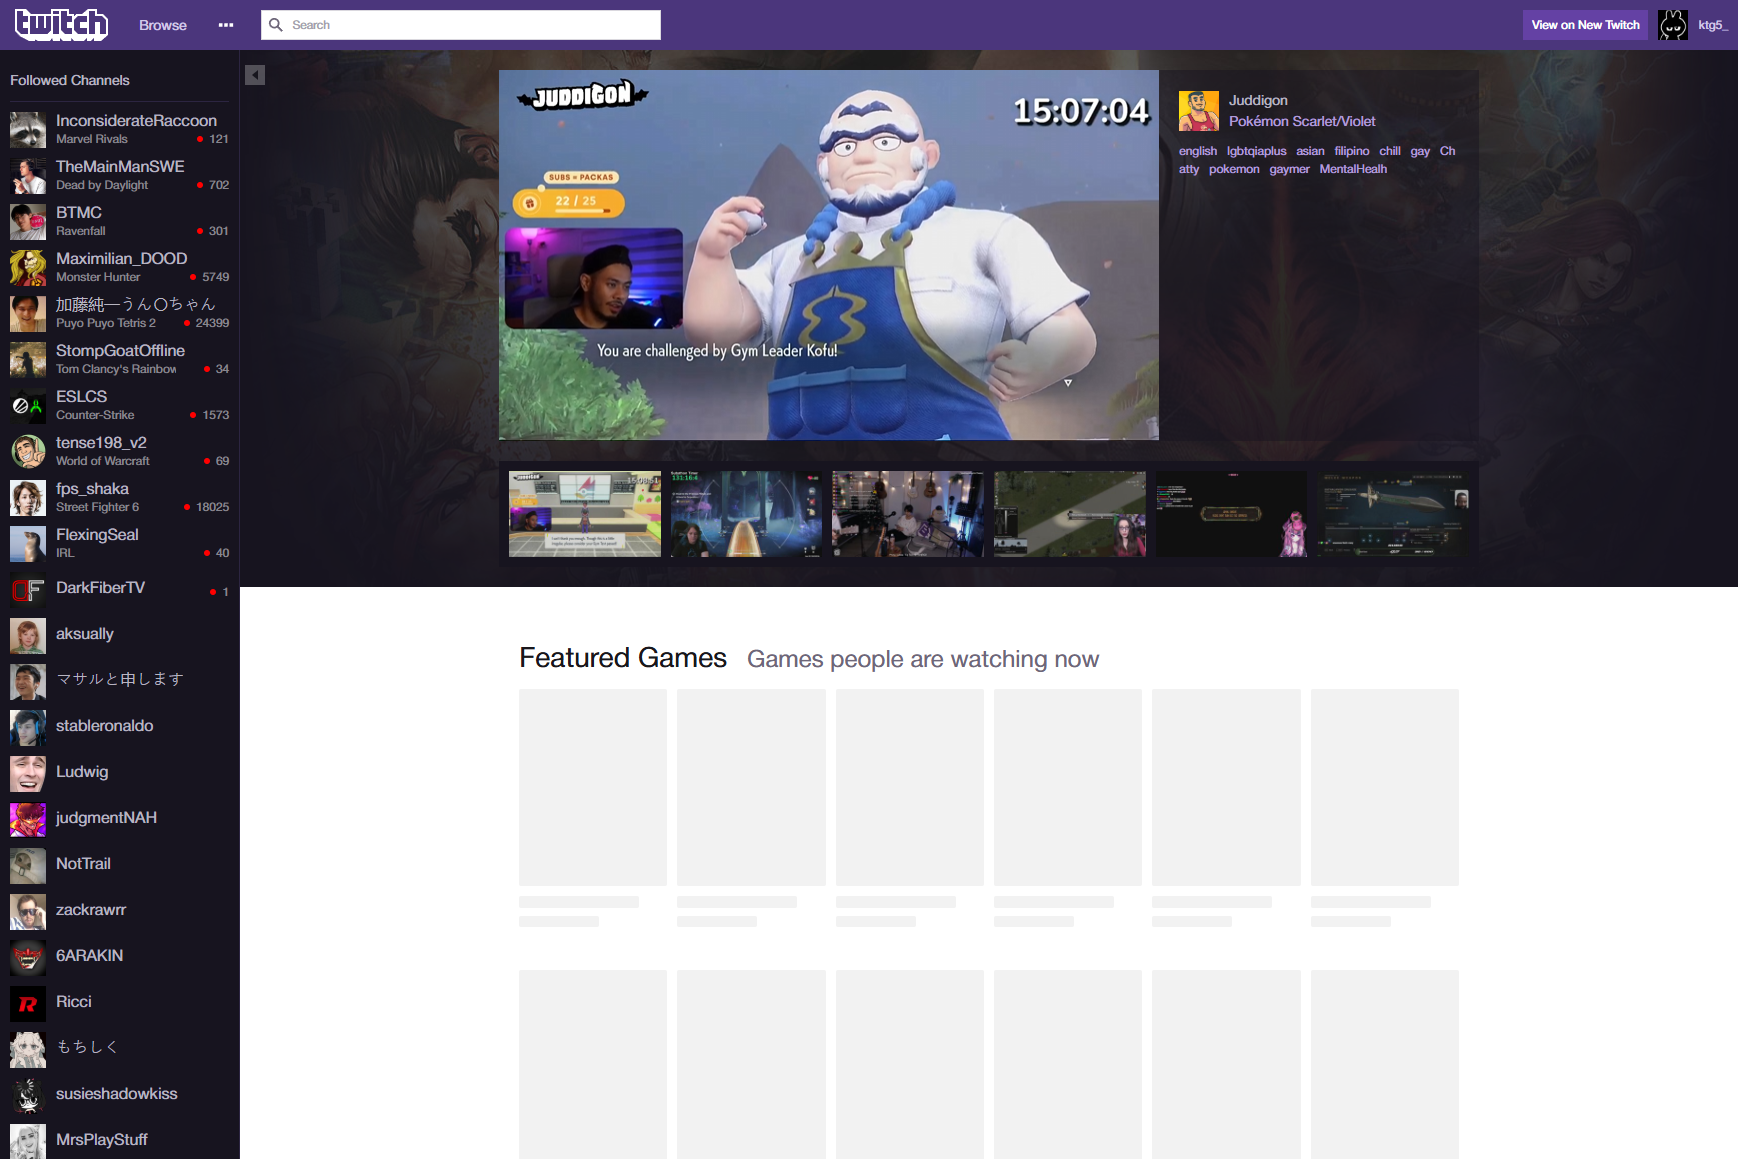 twitch
Browse
Search
View on New Twitch
ktg5_
Followed Channels
InconsiderateRaccoon
Marvel Rivals 121
TheMainManSWE
Dead by Daylight 702
BTMC
Ravenfall 301
Maximilian_DOOD
Monster Hunter 5749
加藤純一うん〇ちゃん
Puyo Puyo Tetris 2 24399
StompGoatOffline
Tom Clancy's Rainbow 34
ESLCS
Counter-Strike 1573
tense198_v2
World of Warcraft 69
fps_shaka
Street Fighter 6 18025
FlexingSeal
IRL 40
DarkFiberTV 1
aksually
マサルと申します
stableronaldo
Ludwig
judgmentNAH
NotTrail
zackrawrr
6ARAKIN
Ricci
もちしく
susieshadowkiss
MrsPlayStuff
JUDDIGON
15:07:04
SUBS = PACKAS
22 / 25
You are challenged by Gym Leader Kofu!
Juddigon
Pokémon Scarlet/Violet
english lgbtqiaplus asian filipino chill gay Ch
atty pokemon gaymer MentalHealh
Featured Games Games people are watching now